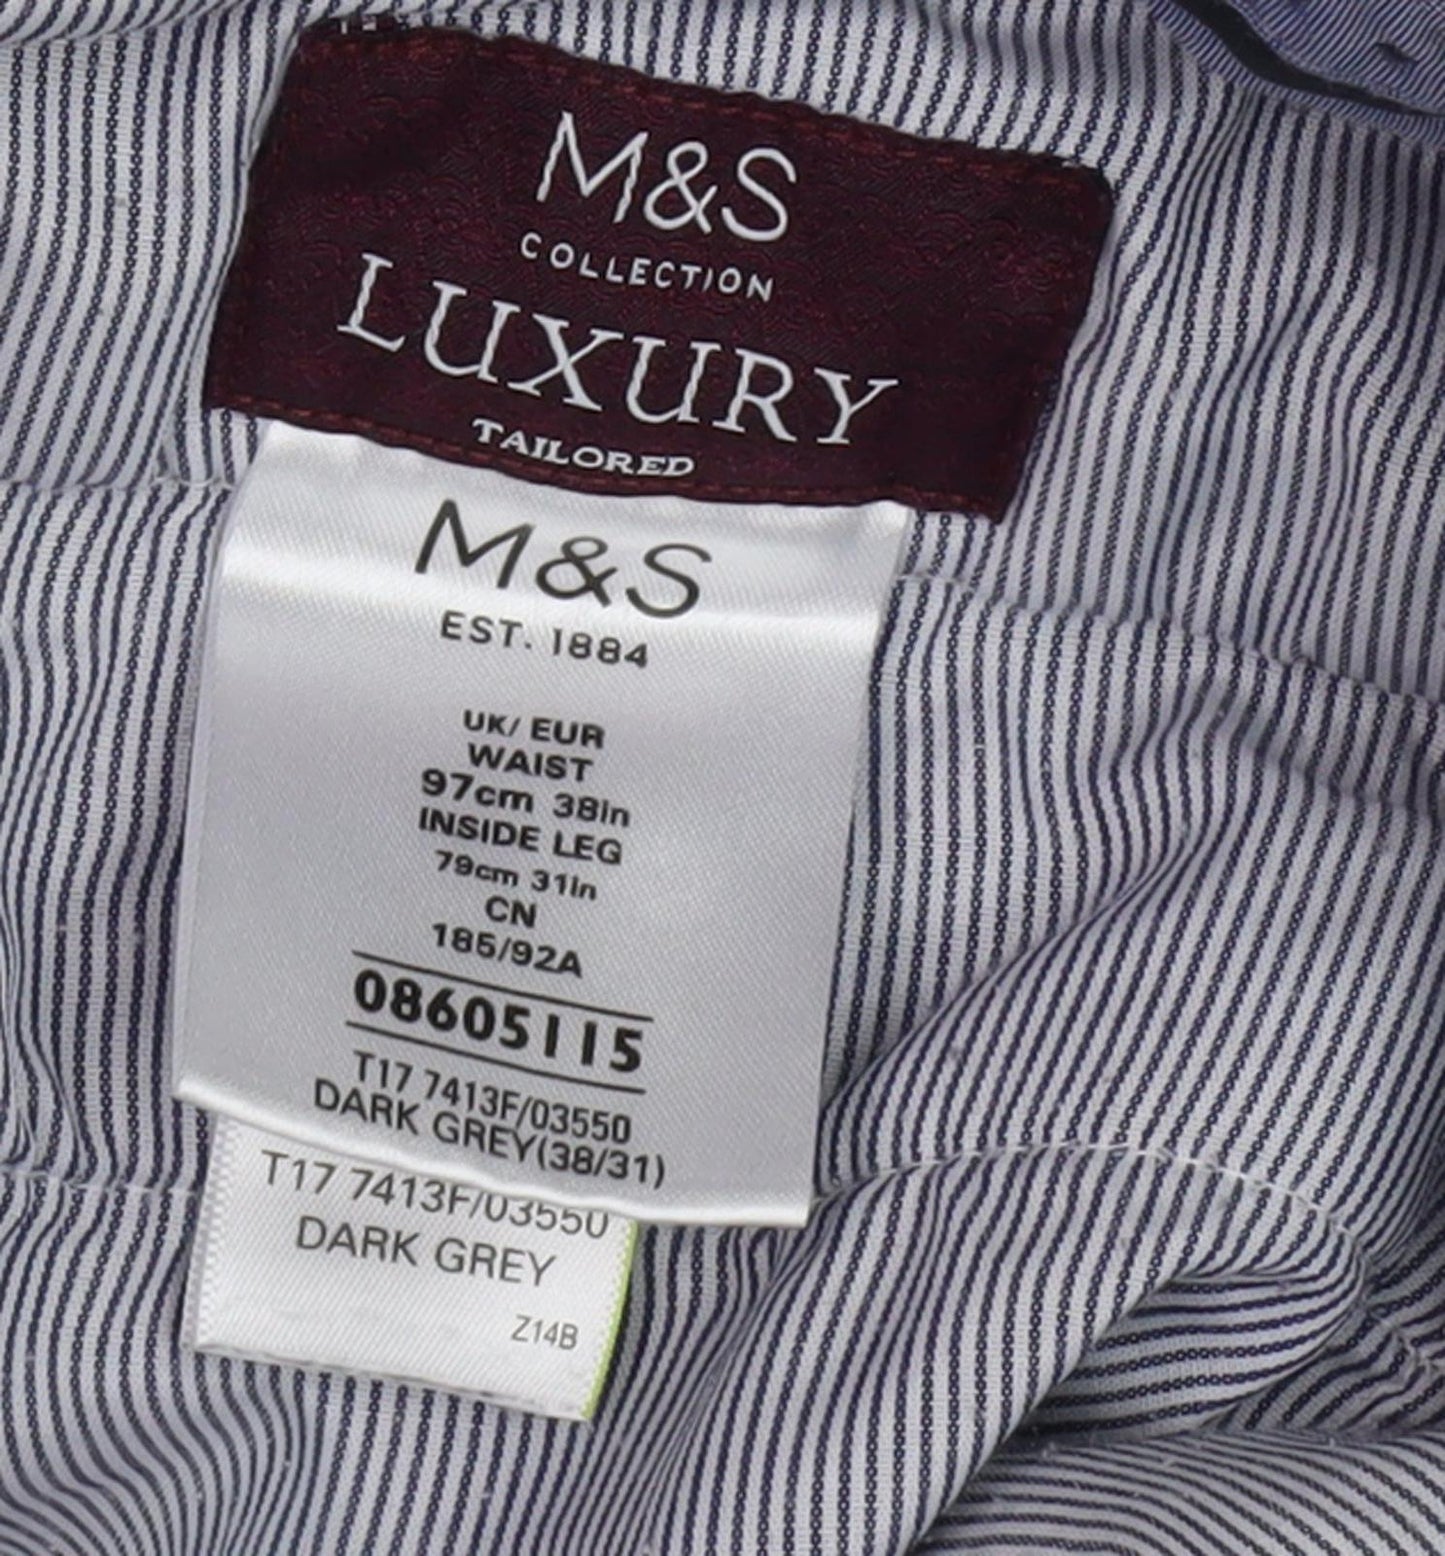 M&S
COLLECTION
LUXURY
TAILORED
M&S
EST. 1884
UK/ EUR
WAIST
97cm 38in
INSIDE LEG
79cm 31in
CN
185/92A
08605115
T17 7413F/03550
DARK GREY(38/31)
T17 7413F/03550
DARK GREY
Z14B